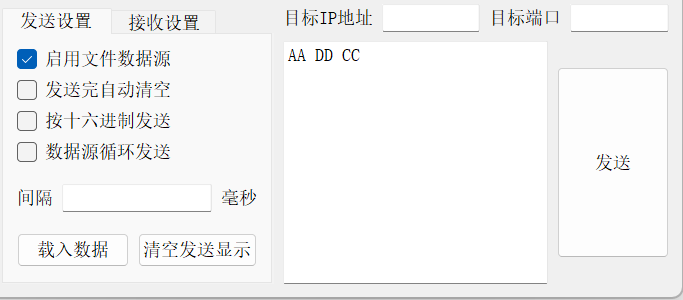 发送设置 接收设置
启用文件数据源
发送完自动清空
按十六进制发送
数据源循环发送
间隔 毫秒
载入数据 清空发送显示
目标IP地址 目标端口
AA DD CC
发送